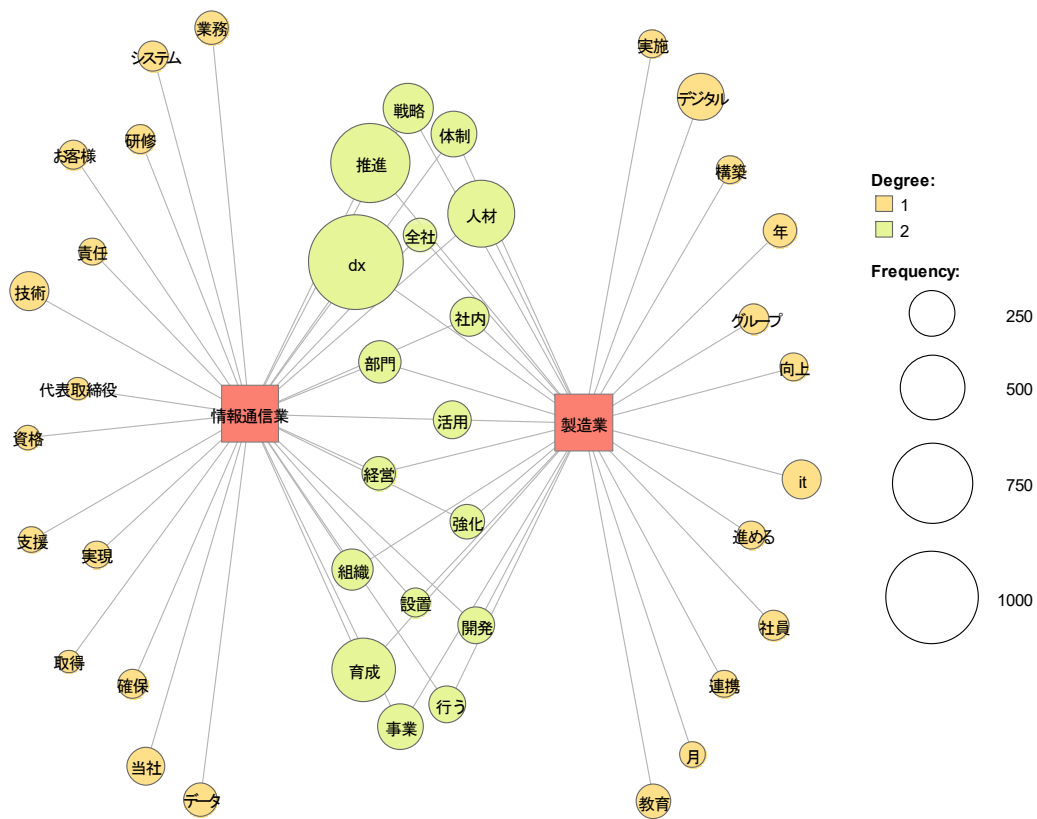 業務
システム
研修
お客様
責任
技術
代表取締役
資格
支援
実現
取得
確保
当社
データ
情報通信業
戦略
体制
推進
人材
全社
dx
社内
部門
活用
経営
強化
組織
設置
開発
育成
行う
事業
製造業
実施
デジタル
構築
年
グループ
向上
it
進める
社員
連携
月
教育
Degree:
1
2
Frequency:
250
500
750
1000